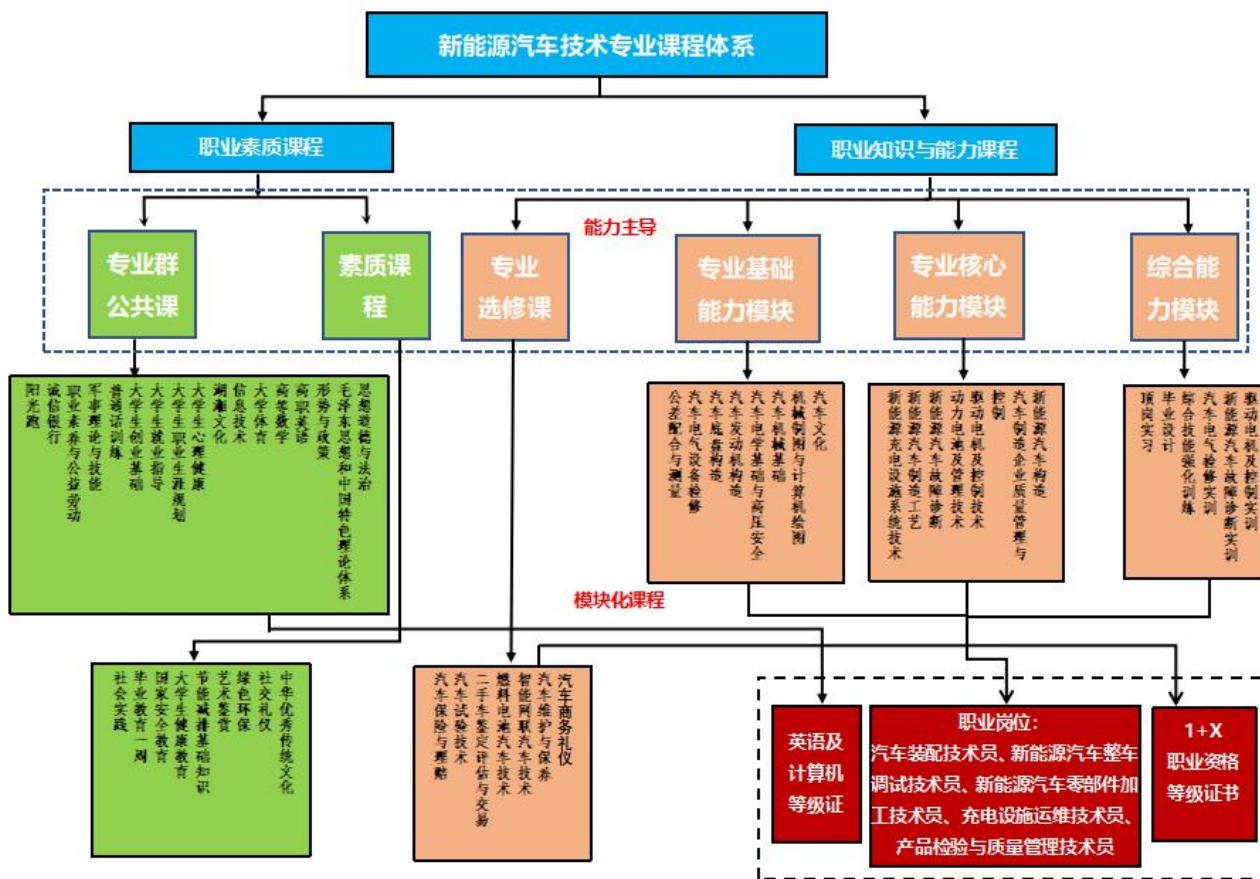 新能源汽车技术专业课程体系
职业素质课程
职业知识与能力课程
能力主导
专业群
公共课
素质课
程
专业
选修课
专业基础
能力模块
专业核心
能力模块
综合能
力模块
思想道德与法治
毛泽东思想和中国特色理论体系
形势与政策
高职英语
高等数学
大学体育
信息技术
湖湘文化
大学生心理健康
大学生职业生涯规划
大学生就业指导
大学生创业基础
普通话训练
军事理论与技能
职业素养与公益劳动
诚信银行
阳光跑
汽车文化
机械制图与计算机绘图
汽车机械基础
汽车电学基础与高压安全
汽车发动机构造
汽车底盘构造
汽车电气设备检修
公差配合与测量
新能源汽车构造
汽车制造企业质量管理与
控制
驱动电机及控制技术
动力电池及管理技术
新能源汽车故障诊断
新能源汽车制造工艺
新能源充电设施系统技术
驱动电机及控制实训
新能源汽车故障诊断实训
汽车电气检修实训
综合技能强化训练
毕业设计
顶岗实习
模块化课程
中华优秀传统文化
社交礼仪
绿色环保
艺术鉴赏
节能减排基础知识
大学生健康教育
国家安全教育
毕业教育一周
社会实践
汽车商务礼仪
汽车维护与保养
智能网联汽车技术
燃料电池汽车技术
二手车鉴定评估与交易
汽车试验技术
汽车保险与理赔
英语及
计算机
等级证
职业岗位：
汽车装配技术员、新能源汽车整车
调试技术员、新能源汽车零部件加
工技术员、充电设施运维技术员、
产品检验与质量管理技术员
1+X
职业资格
等级证书